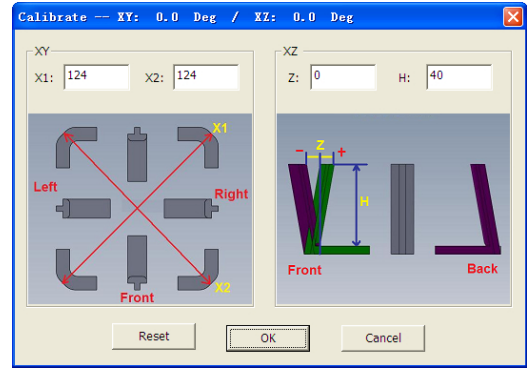 Calibrate -- XY: 0.0 Deg / XZ: 0.0 Deg
XY
X1: 124 X2: 124
X1
Left
Right
X2
Front
XZ
Z: 0 H: 40
- Z +
H
Front
Back
Reset OK Cancel